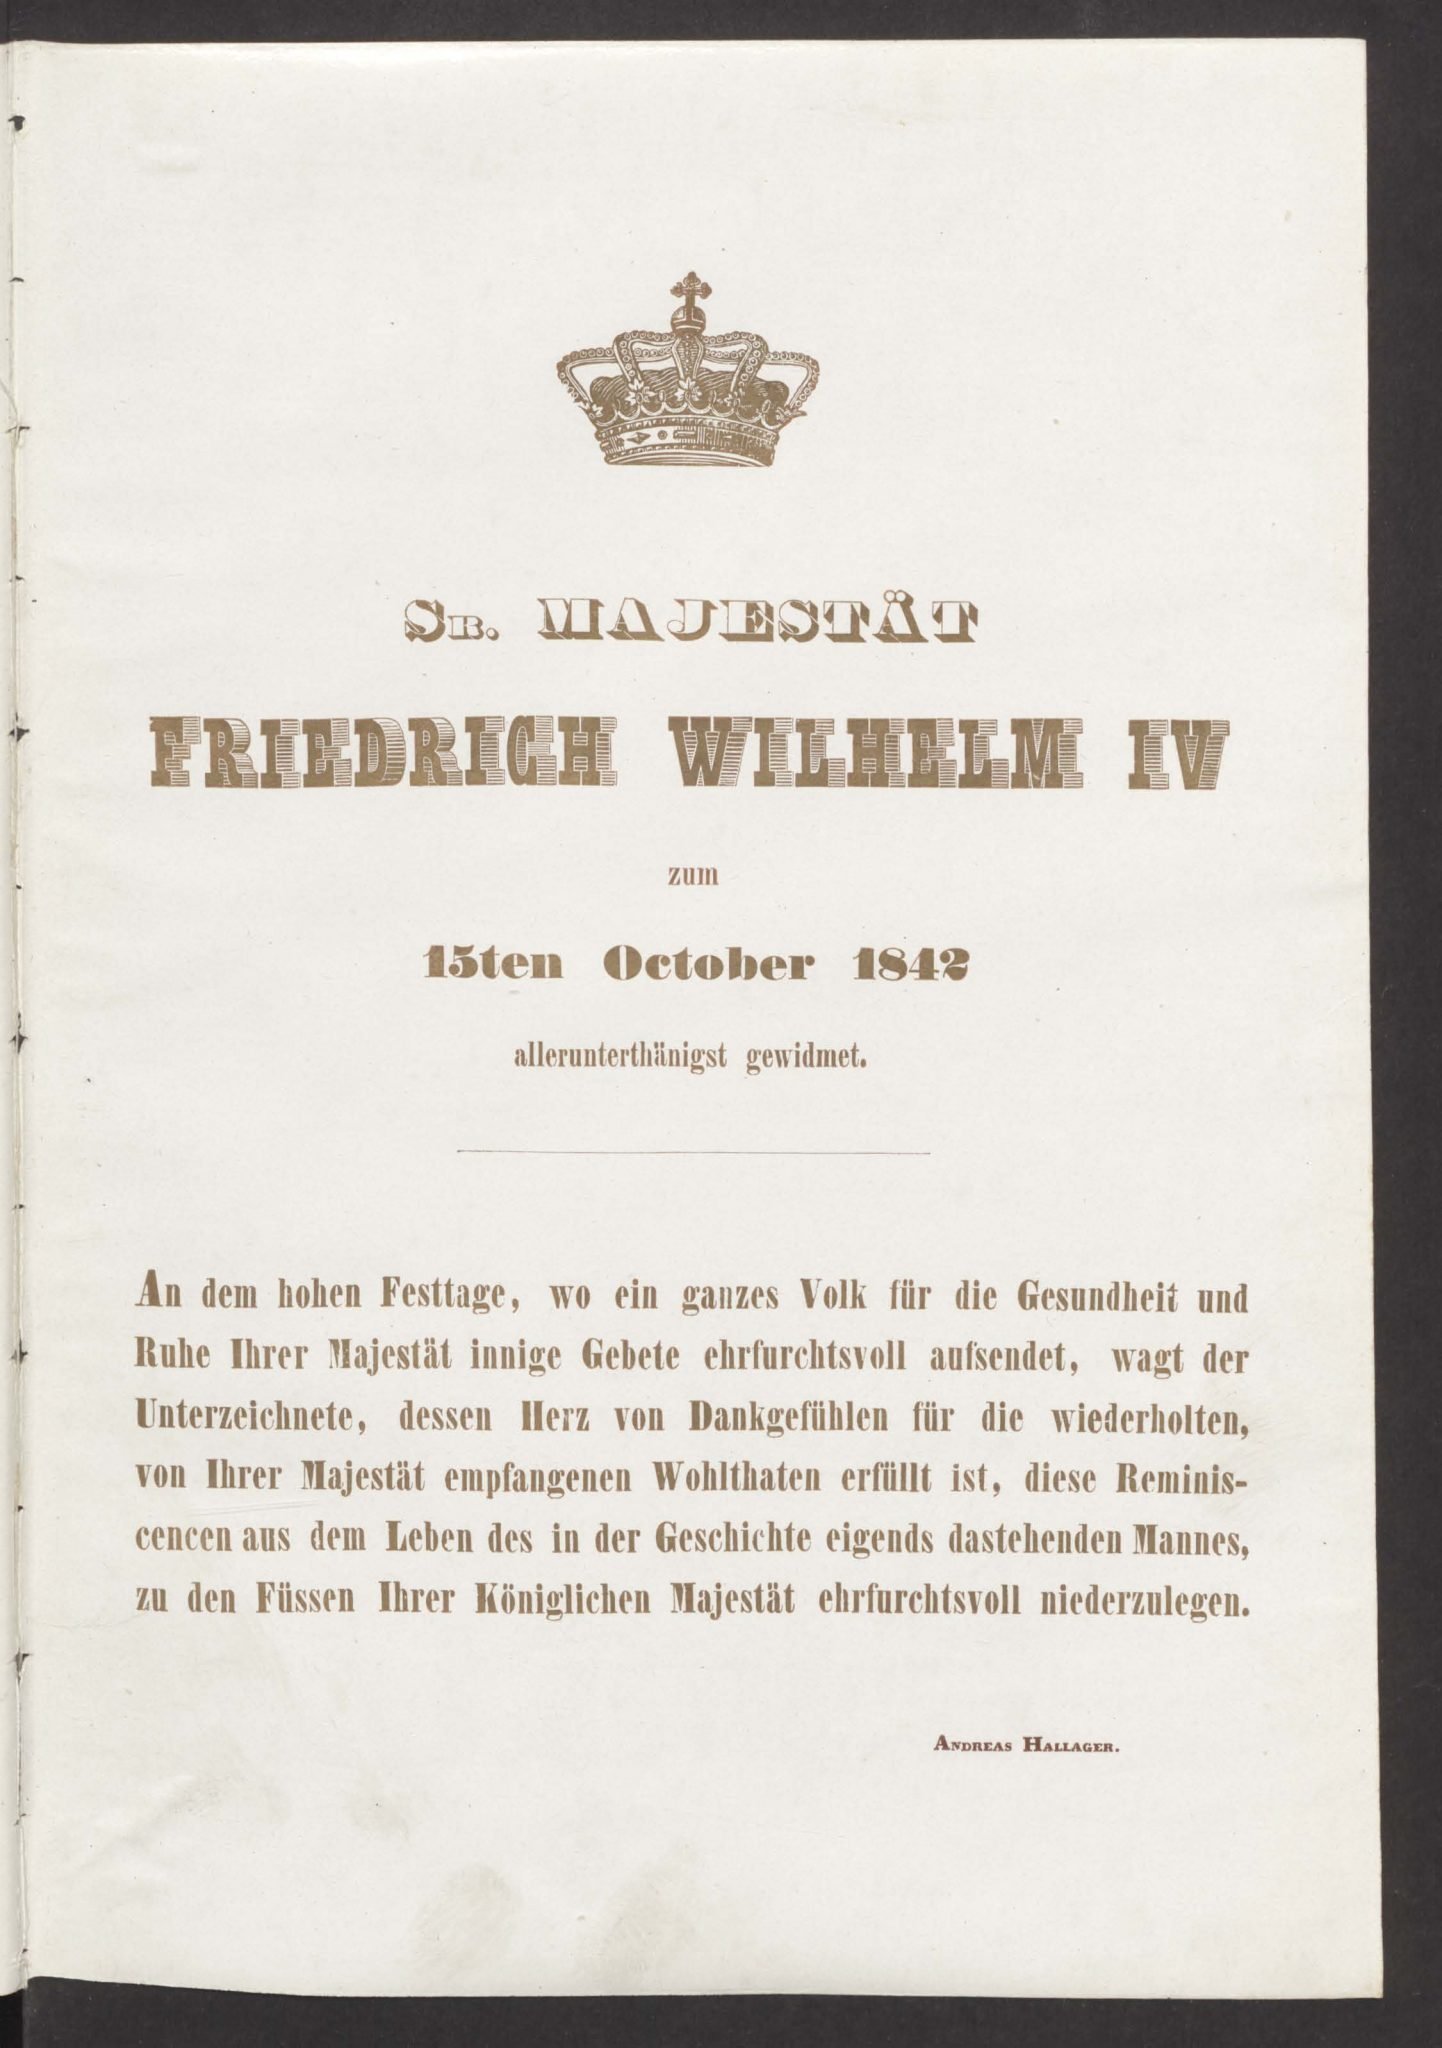 SR. MAJESTÄT
FRIEDRICH WILHELM IV
zum
15ten October 1842
allerunterthänigst gewidmet.
An dem hohen Festtage, wo ein ganzes Volk für die Gesundheit und
Ruhe Ihrer Majestät innige Gebete ehrfurchtsvoll aufsendet, wagt der
Unterzeichnete, dessen Herz von Dankgefühlen für die wiederholten,
von Ihrer Majestät empfangenen Wohlthaten erfüllt ist, diese Reminis-
cencen aus dem Leben des in der Geschichte eigends dastehenden Mannes,
zu den Füssen Ihrer Königlichen Majestät ehrfurchtsvoll niederzulegen.
ANDREAS HALLAGER.